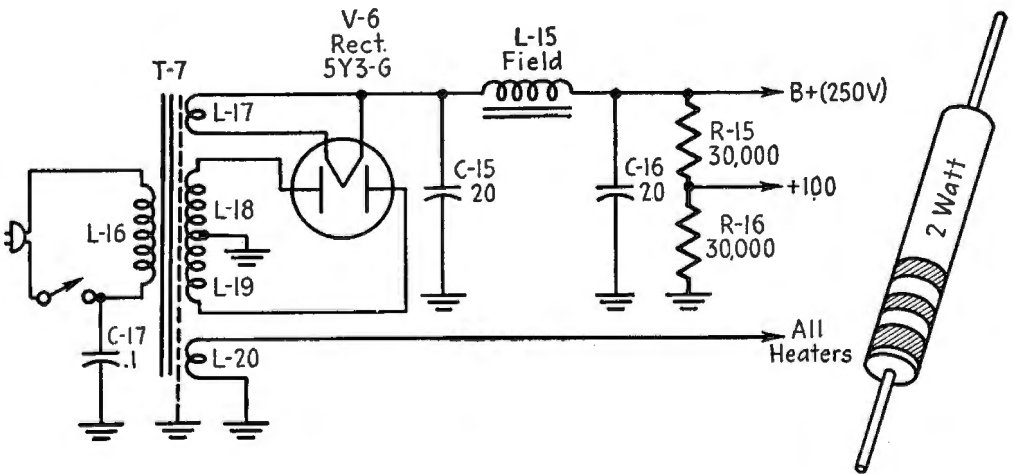 V-6
Rect.
5Y3-G
L-15
Field
T-7
L-17
B+(250V)
R-15
30,000
C-15
20
C-16
20
+100
L-16
L-18
R-16
30,000
L-19
2 Watt
C-17
.1
L-20
All
Heaters